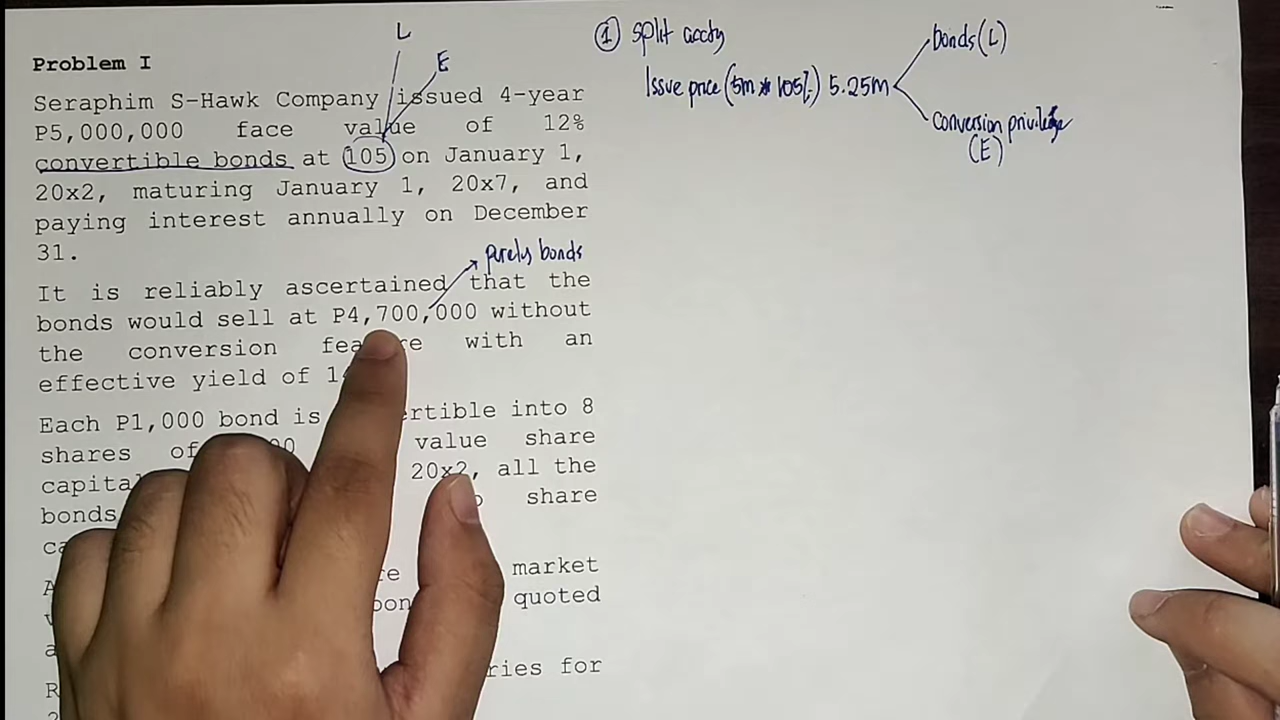 L
E
Problem I
Seraphim S-Hawk Company issued 4-year
P5,000,000 face value of 12%
convertible bonds at 105 on January 1,
20x2, maturing January 1, 20x7, and
paying interest annually on December
31.
purely bonds
It is reliably ascertained that the
bonds would sell at P4,700,000 without
the conversion with an
effective yield of
Each P1,000 bond is into 8
shares of value share
capital 20x2, all the
bonds share
market
quoted
for
① split acctg
Issue price (5m * 105%) 5.25m
bonds (L)
conversion privilege
(E)